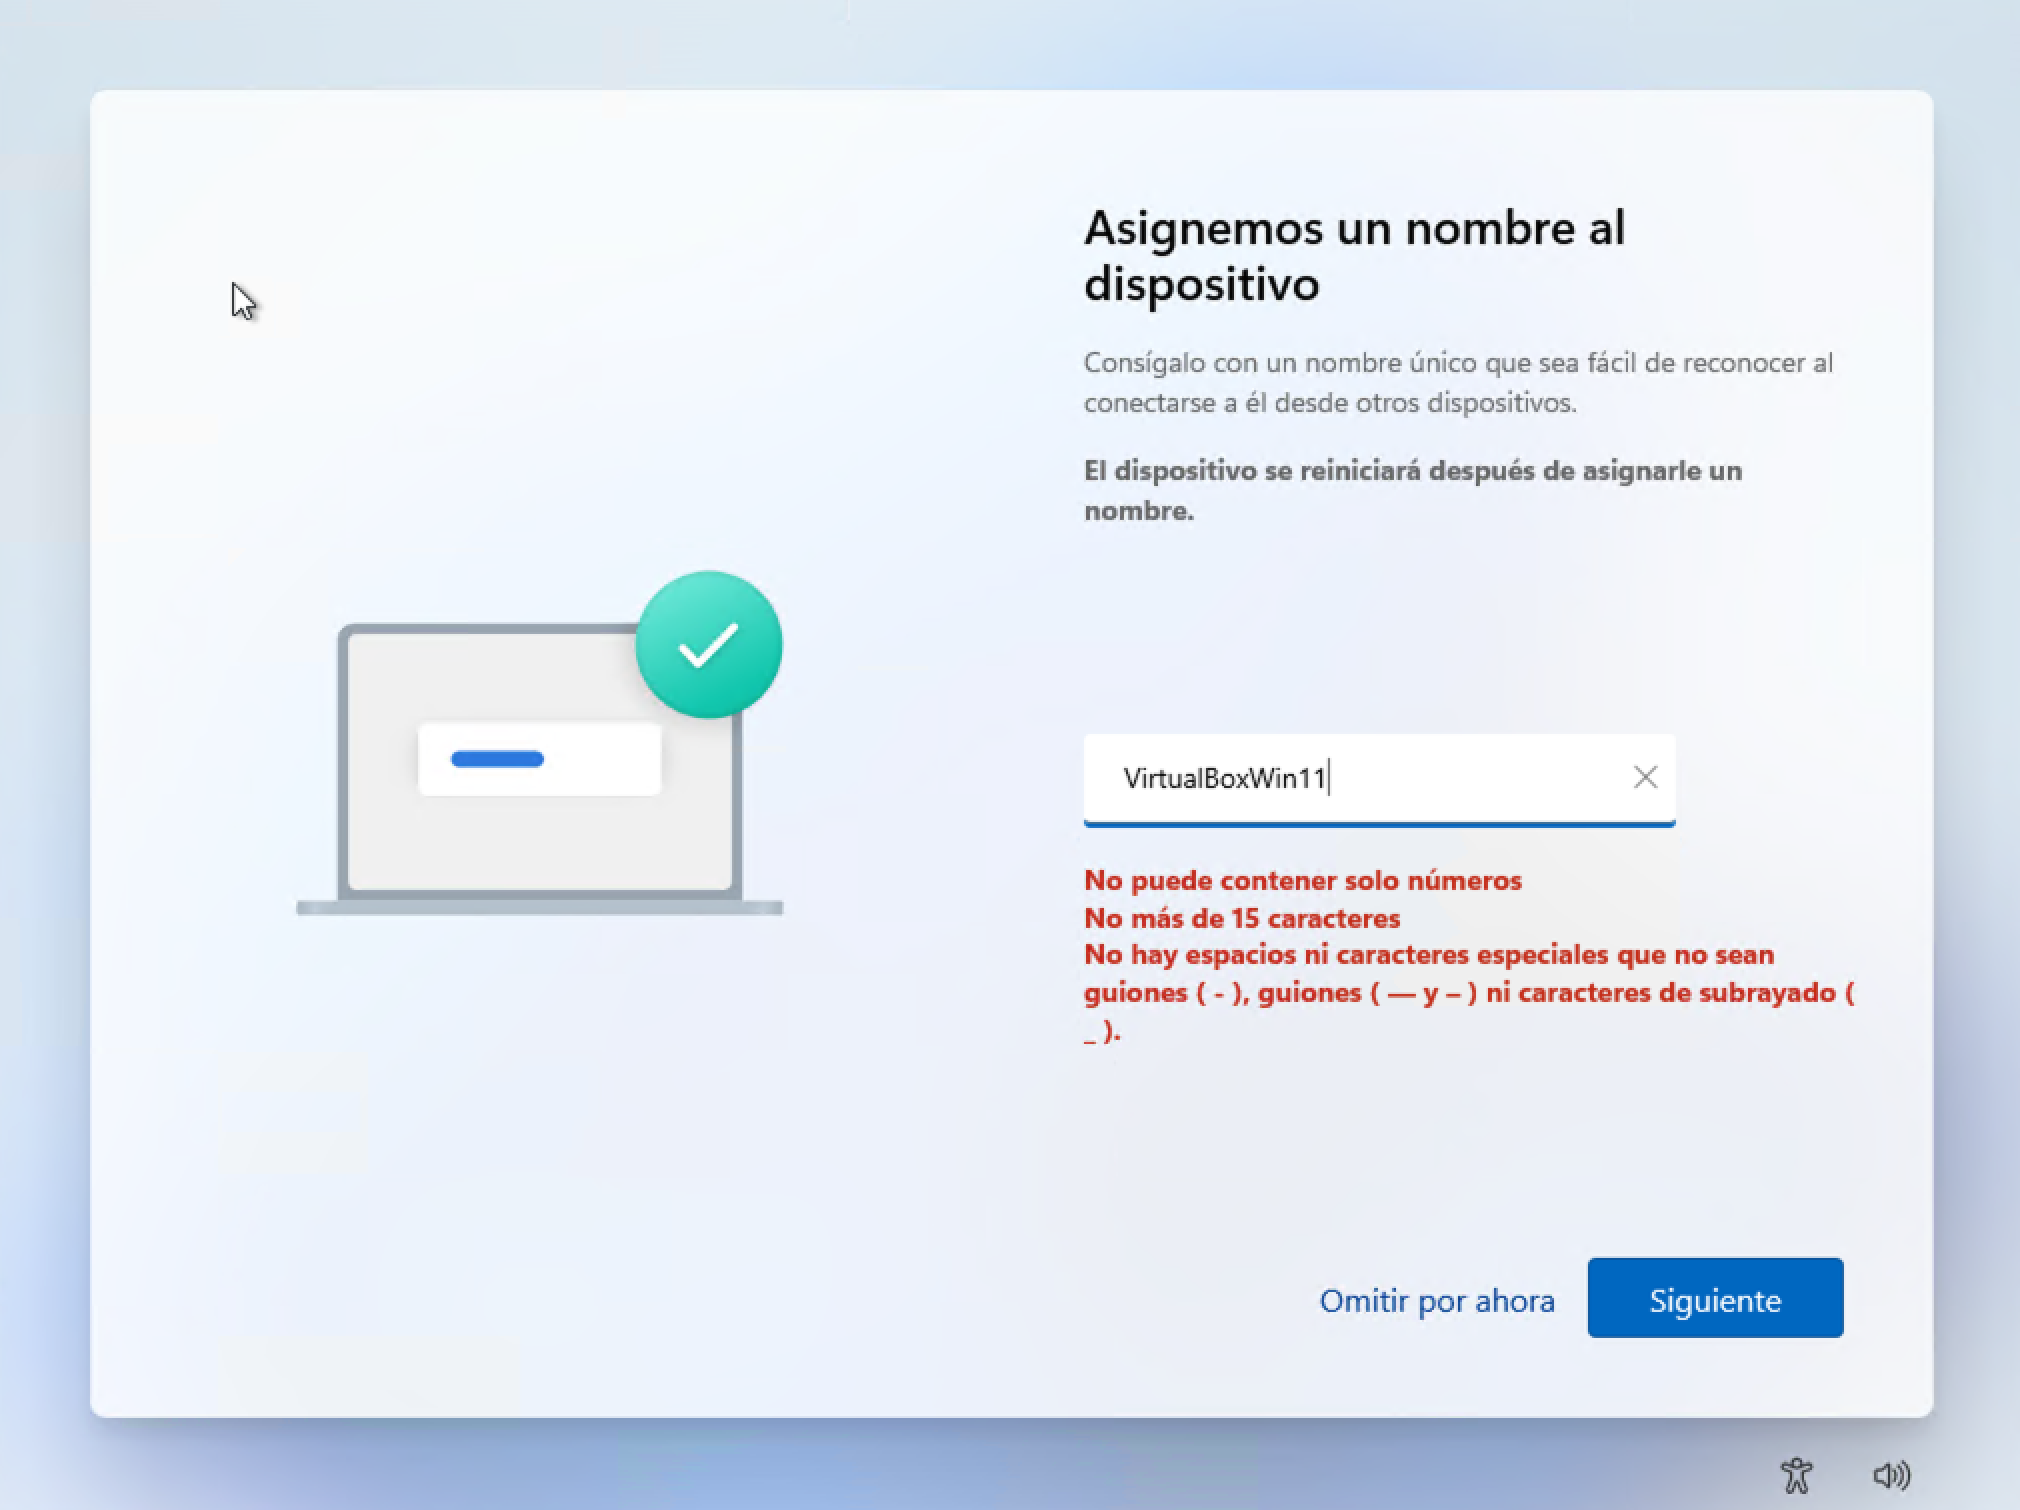 Asignemos un nombre al
dispositivo
Consígalo con un nombre único que sea fácil de reconocer al
conectarse a él desde otros dispositivos.
El dispositivo se reiniciará después de asignarle un
nombre.
VirtualBoxWin11
No puede contener solo números
No más de 15 caracteres
No hay espacios ni caracteres especiales que no sean
guiones ( - ), guiones ( — y – ) ni caracteres de subrayado (
_ ).
Omitir por ahora
Siguiente